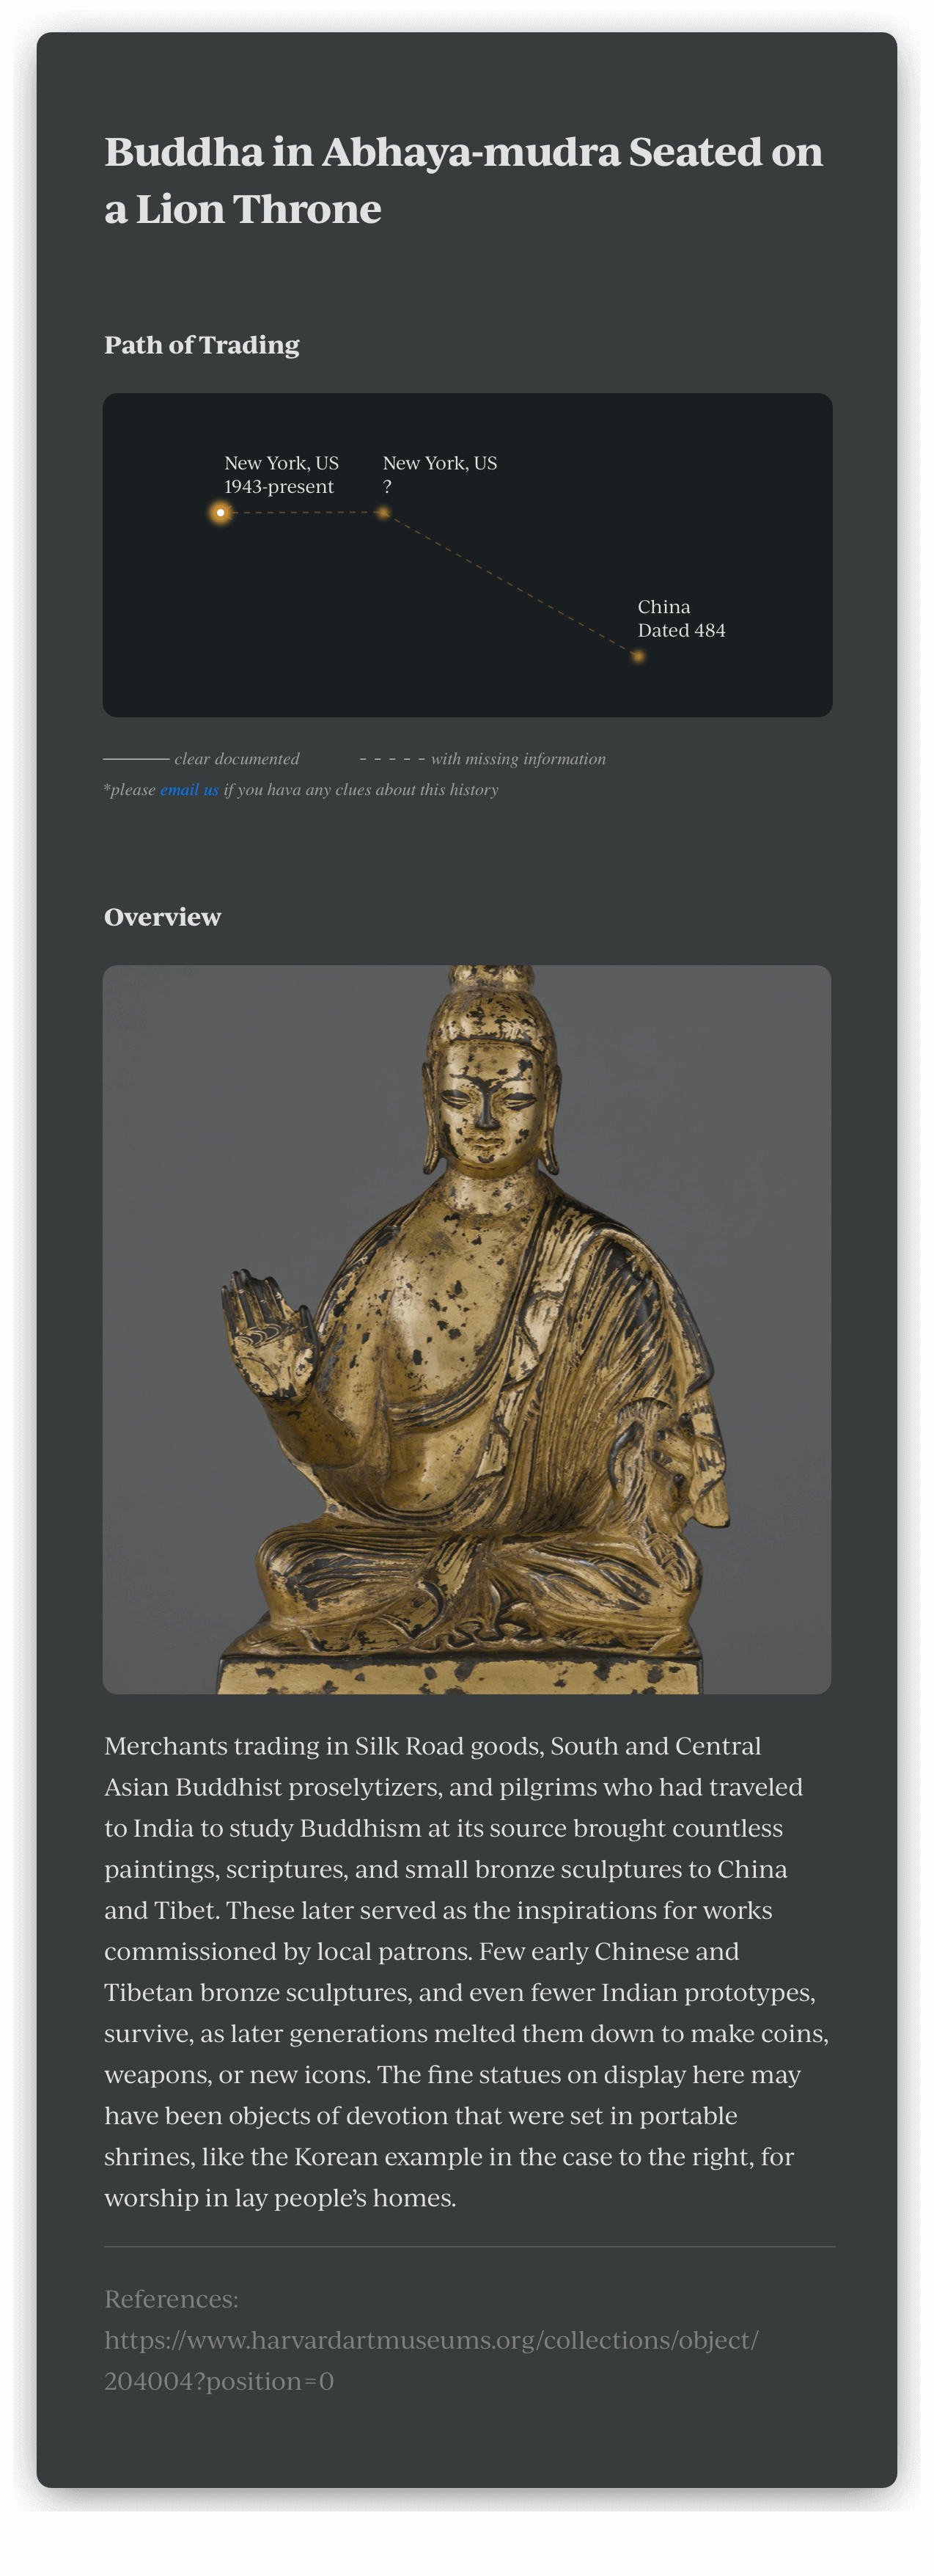 Buddha in Abhaya-mudra Seated on
a Lion Throne
Path of Trading
New York, US
1943-present
New York, US
?
China
Dated 484
clear documented
with missing information
*please email us if you hava any clues about this history
Overview
Merchants trading in Silk Road goods, South and Central
Asian Buddhist proselytizers, and pilgrims who had traveled
to India to study Buddhism at its source brought countless
paintings, scriptures, and small bronze sculptures to China
and Tibet. These later served as the inspirations for works
commissioned by local patrons. Few early Chinese and
Tibetan bronze sculptures, and even fewer Indian prototypes,
survive, as later generations melted them down to make coins,
weapons, or new icons. The fine statues on display here may
have been objects of devotion that were set in portable
shrines, like the Korean example in the case to the right, for
worship in lay people’s homes.
References:
https://www.harvardartmuseums.org/collections/object/
204004?position=0